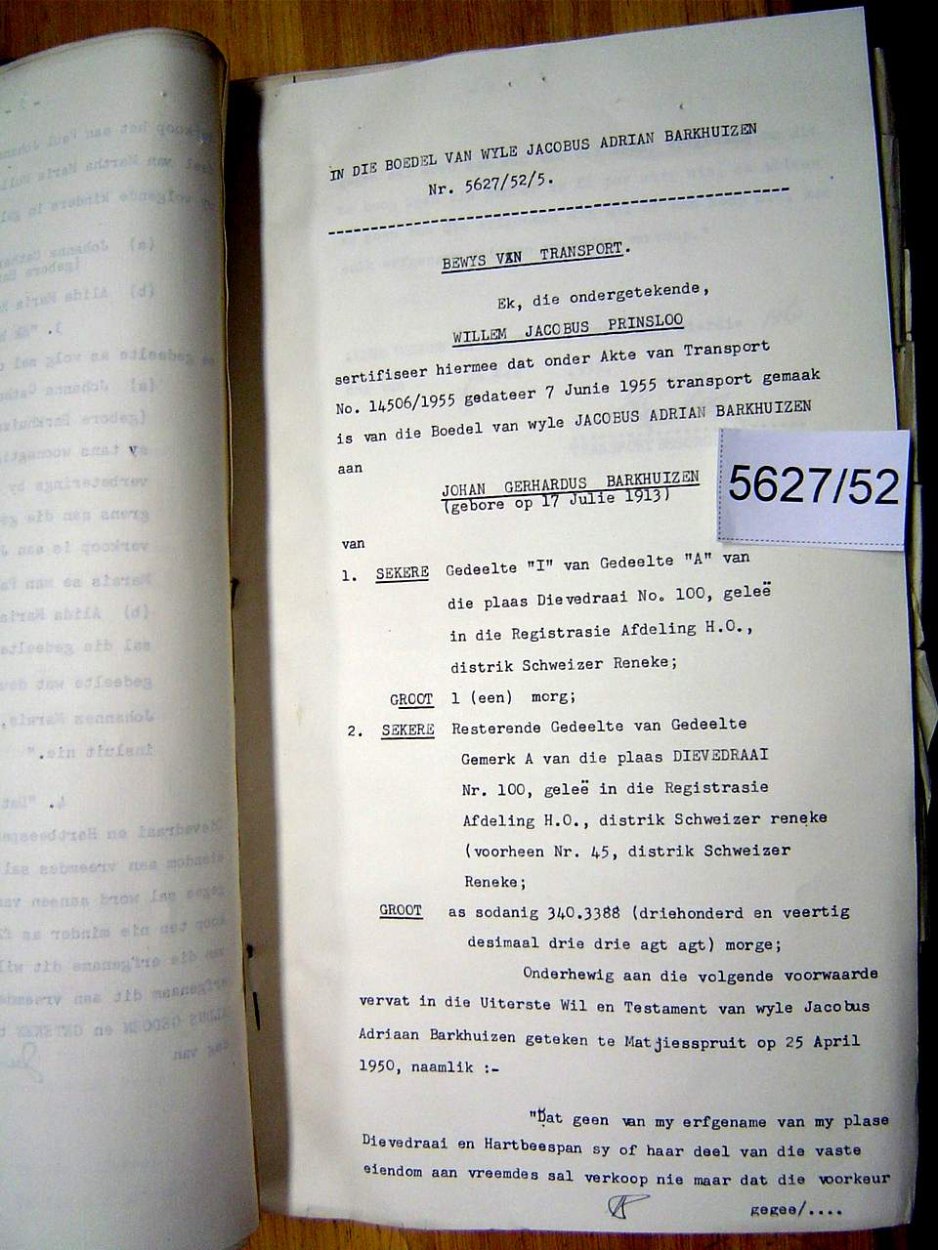 IN DIE BOEDEL VAN WYLE JACOBUS ADRIAN BARKHUIZEN
Nr. 5627/52/5.
BEWYS VAN TRANSPORT.
Ek, die ondergetekende,
WILLEM JACOBUS PRINSLOO
sertifiseer hiermee dat onder Akte van Transport
No. 14506/1955 gedateer 7 Junie 1955 transport gemaak
is van die Boedel van wyle JACOBUS ADRIAN BARKHUIZEN
aan
JOHAN GERHARDUS BARKHUIZEN
(gebore op 17 Julie 1913)
5627/52
van
1. SEKERE Gedeelte "I" van Gedeelte "A" van
die plaas Dievedraai No. 100, geleë
in die Registrasie Afdeling H.O.,
distrik Schweizer Reneke;
GROOT 1 (een) morg;
2. SEKERE Resterende Gedeelte van Gedeelte
Gemerk A van die plaas DIEVEDRAAI
Nr. 100, geleë in die Registrasie
Afdeling H.O., distrik Schweizer reneke
(voorheen Nr. 45, distrik Schweizer
Reneke;
GROOT as sodanig 340.3388 (driehonderd en veertig
desimaal drie drie agt agt) morge;
Onderhewig aan die volgende voorwaarde
vervat in die Uiterste Wil en Testament van wyle Jacobus
Adriaan Barkhuizen geteken te Matjiesspruit op 25 April
1950, naamlik :-
"Dat geen van my erfgename van my plase
Dievedraai en Hartbeespan sy of haar deel van die vaste
eiendom aan vreemdes sal verkoop nie maar dat die voorkeur
gegee/....